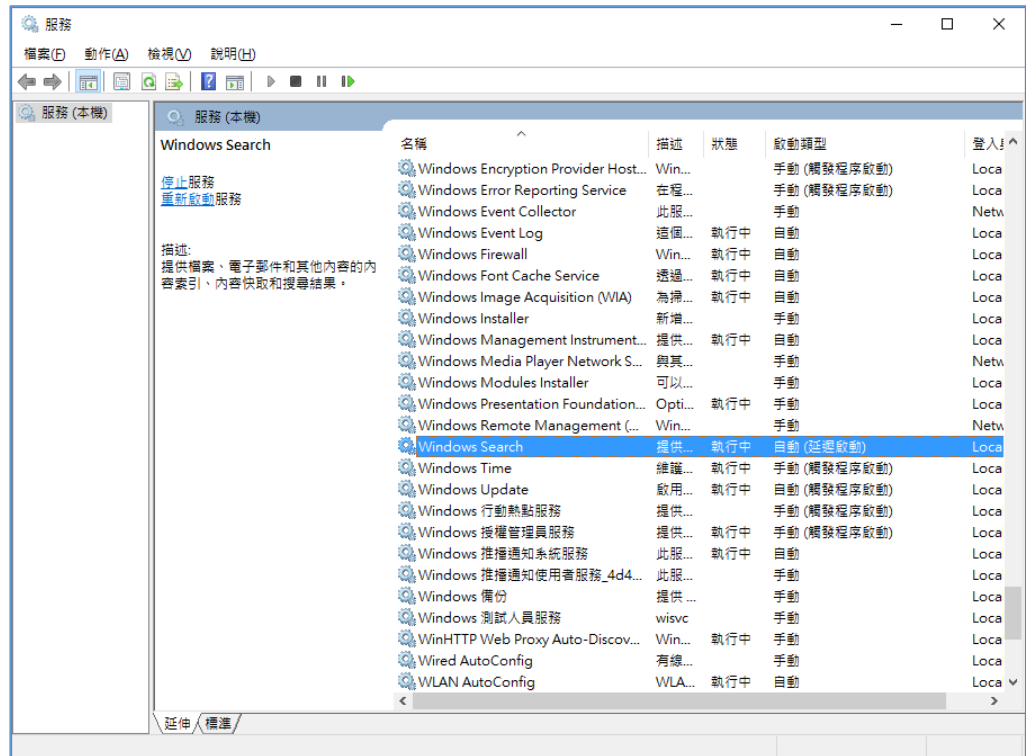 服務
檔案(F) 動作(A) 檢視(V) 說明(H)
服務 (本機)
服務 (本機)
Windows Search
停止服務
重新啟動服務
描述:
提供檔案、電子郵件和其他內容的內
容索引、內容快取和搜尋結果。
名稱 描述 狀態 啟動類型 登入身
Windows Encryption Provider Host... Win... 手動 (觸發程序啟動) Loca
Windows Error Reporting Service 在程... 手動 (觸發程序啟動) Loca
Windows Event Collector 此服... 手動 Netw
Windows Event Log 這個... 執行中 自動 Loca
Windows Firewall Win... 執行中 自動 Loca
Windows Font Cache Service 透過... 執行中 自動 Loca
Windows Image Acquisition (WIA) 為掃... 執行中 自動 Loca
Windows Installer 新增... 手動 Loca
Windows Management Instrument... 提供... 執行中 自動 Loca
Windows Media Player Network S... 與其... 手動 Netw
Windows Modules Installer 可以... 手動 Loca
Windows Presentation Foundation... Opti... 執行中 手動 Loca
Windows Remote Management (... Win... 手動 Netw
Windows Search 提供... 執行中 自動 (延遲啟動) Loca
Windows Time 維護... 執行中 手動 (觸發程序啟動) Loca
Windows Update 啟用... 執行中 自動 (觸發程序啟動) Loca
Windows 行動熱點服務 提供... 手動 (觸發程序啟動) Loca
Windows 授權管理員服務 提供... 執行中 手動 (觸發程序啟動) Loca
Windows 推播通知系統服務 此服... 執行中 自動 Loca
Windows 推播通知使用者服務_4d4... 此服... 手動 Loca
Windows 備份 提供 ... 手動 Loca
Windows 測試人員服務 wisvc 手動 Loca
WinHTTP Web Proxy Auto-Discov... Win... 執行中 手動 Loca
Wired AutoConfig 有線... 手動 Loca
WLAN AutoConfig WLA... 執行中 自動 Loca
延伸 標準